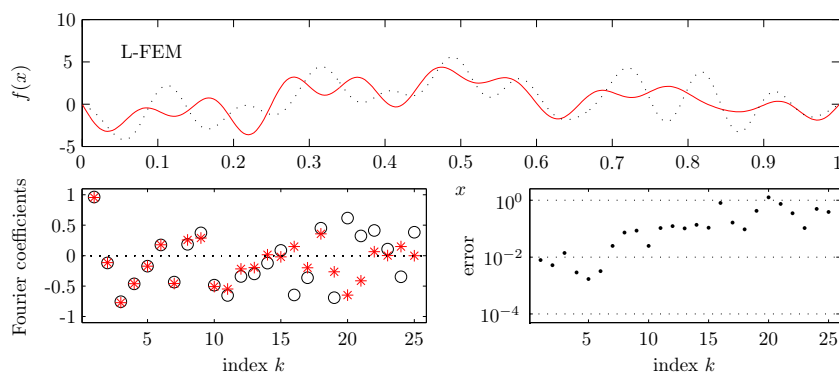 L-FEM
f(x)
10
5
0
-5
0 0.1 0.2 0.3 0.4 0.5 0.6 0.7 0.8 0.9 1
x
Fourier coefficients
1
0.5
0
-0.5
-1
5 10 15 20 25
index k
error
10^0
10^{-2}
10^{-4}
5 10 15 20 25
index k